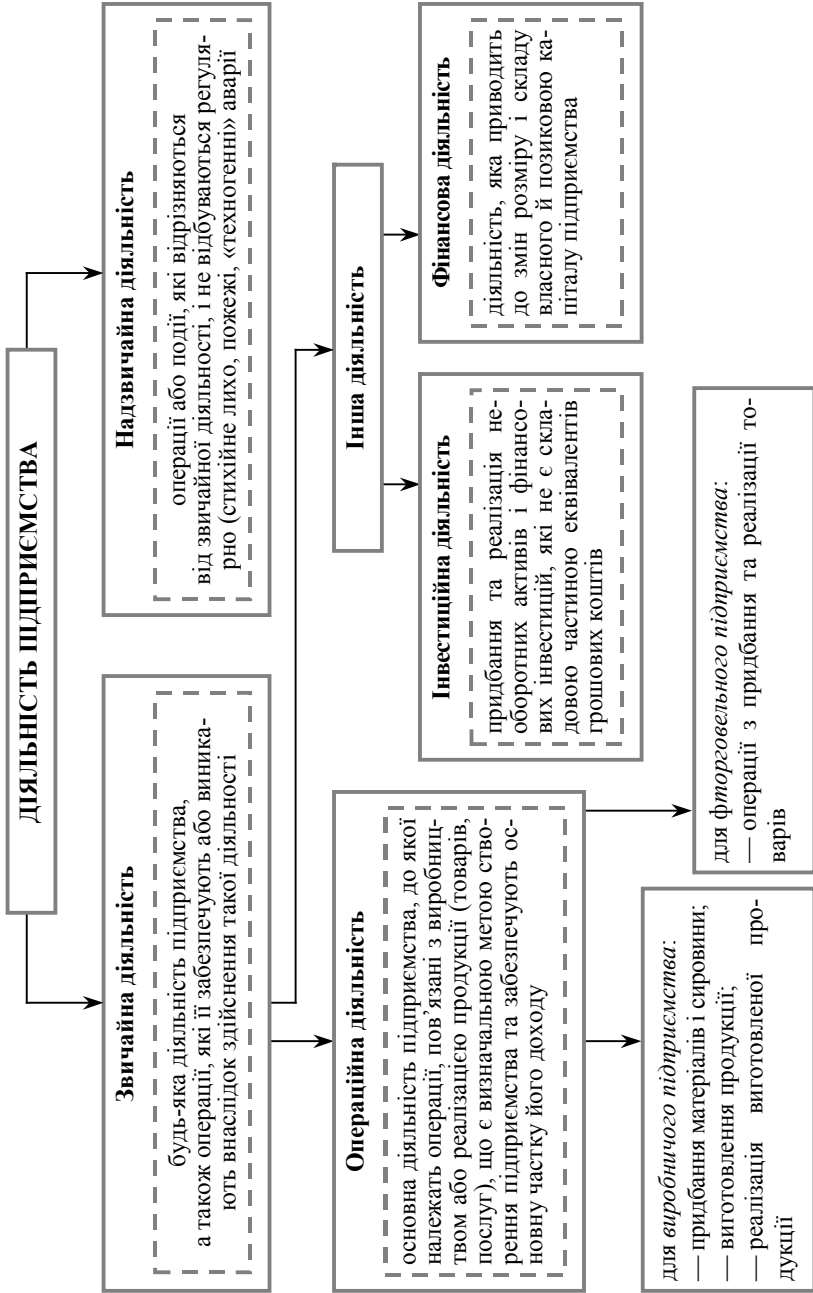 ДІЯЛЬНІСТЬ ПІДПРИЄМСТВА
Звичайна діяльність
будь-яка діяльність підприємства,
а також операції, які її забезпечують або виника-
ють внаслідок здійснення такої діяльності
Надзвичайна діяльність
операції або події, які відрізняються
від звичайної діяльності, і не відбуваються регуля-
рно (стихійне лихо, пожежі, «техногенні» аварії
Операційна діяльність
основна діяльність підприємства, до якої
належать операції, пов’язані з виробниц-
твом або реалізацією продукції (товарів,
послуг), що є визначальною метою ство-
рення підприємства та забезпечують ос-
новну частку його доходу
Інша діяльність
Інвестиційна діяльність
придбання та реалізація не-
оборотних активів і фінансо-
вих інвестицій, які не є скла-
довою частиною еквівалентів
грошових коштів
Фінансова діяльність
діяльність, яка приводить
до змін розміру і складу
власного й позиковою ка-
піталу підприємства
для виробничого підприємства:
— придбання матеріалів і сировини;
— виготовлення продукції;
— реалізація виготовленої про-
дукції
для фторговельного підприємства:
— операції з придбання та реалізації то-
варів